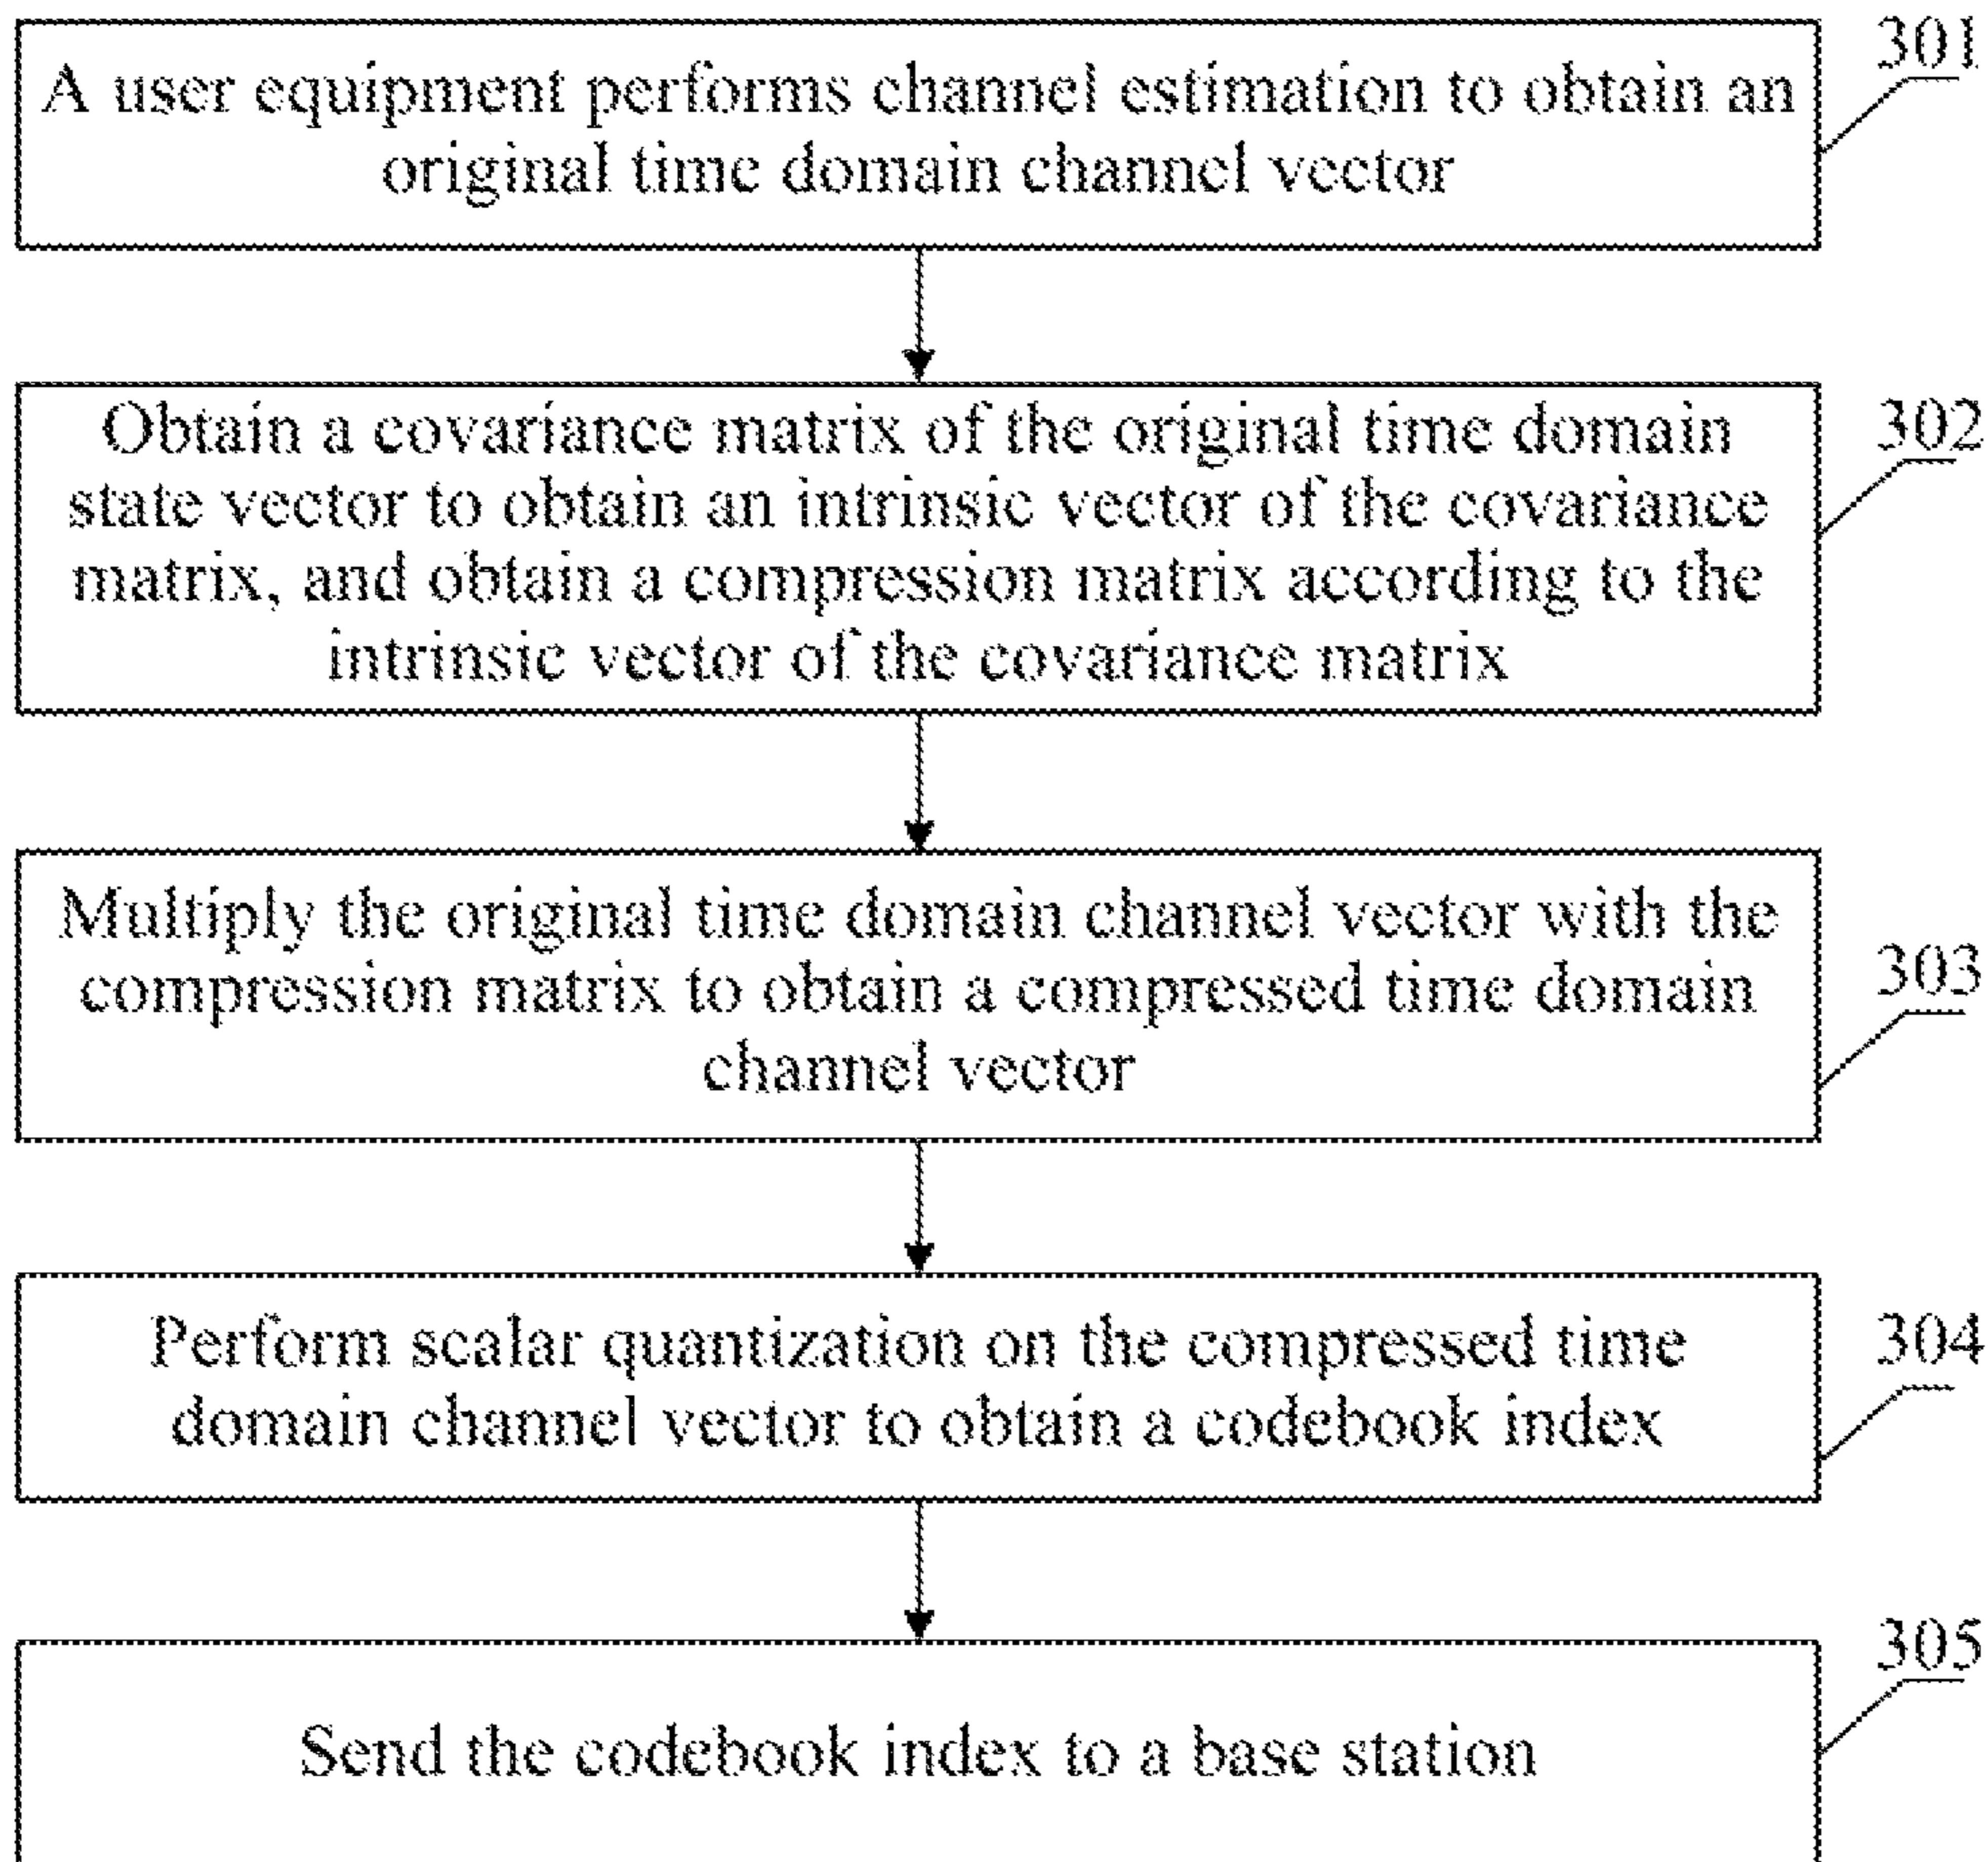 301
A user equipment performs channel estimation to obtain an
original time domain channel vector
302
Obtain a covariance matrix of the original time domain
state vector to obtain an intrinsic vector of the covariance
matrix, and obtain a compression matrix according to the
intrinsic vector of the covariance matrix
303
Multiply the original time domain channel vector with the
compression matrix to obtain a compressed time domain
channel vector
304
Perform scalar quantization on the compressed time
domain channel vector to obtain a codebook index
305
Send the codebook index to a base station